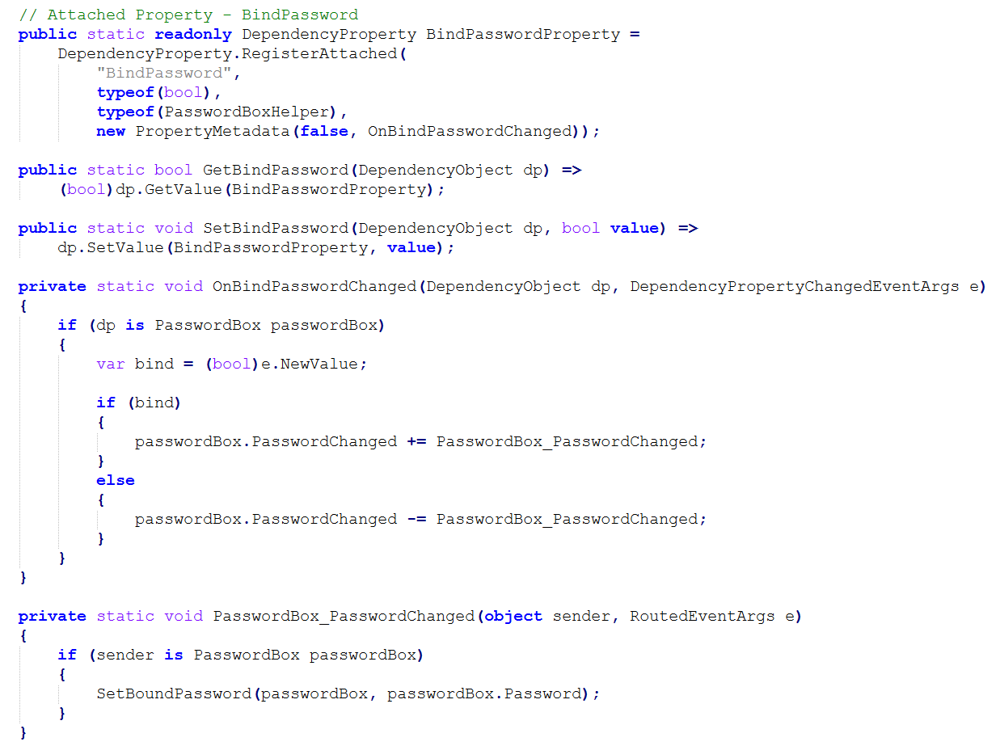 // Attached Property - BindPassword
public static readonly DependencyProperty BindPasswordProperty =
    DependencyProperty.RegisterAttached(
        "BindPassword",
        typeof(bool),
        typeof(PasswordBoxHelper),
        new PropertyMetadata(false, OnBindPasswordChanged));

public static bool GetBindPassword(DependencyObject dp) =>
    (bool)dp.GetValue(BindPasswordProperty);

public static void SetBindPassword(DependencyObject dp, bool value) =>
    dp.SetValue(BindPasswordProperty, value);

private static void OnBindPasswordChanged(DependencyObject dp, DependencyPropertyChangedEventArgs e)
{
    if (dp is PasswordBox passwordBox)
    {
        var bind = (bool)e.NewValue;

        if (bind)
        {
            passwordBox.PasswordChanged += PasswordBox_PasswordChanged;
        }
        else
        {
            passwordBox.PasswordChanged -= PasswordBox_PasswordChanged;
        }
    }
}

private static void PasswordBox_PasswordChanged(object sender, RoutedEventArgs e)
{
    if (sender is PasswordBox passwordBox)
    {
        SetBoundPassword(passwordBox, passwordBox.Password);
    }
}